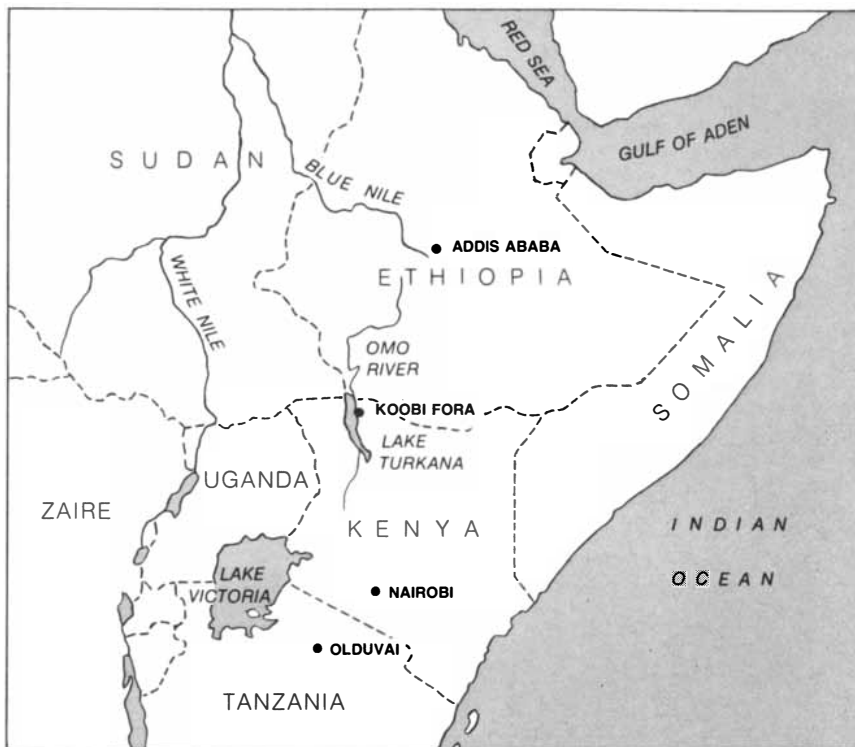 RED SEA
GULF OF ADEN
SUDAN
BLUE NILE
ADDIS ABABA
ETHIOPIA
WHITE NILE
SOMALIA
OMO
RIVER
KOOBI FORA
LAKE
TURKANA
UGANDA
ZAIRE
KENYA
INDIAN
OCEAN
LAKE
VICTORIA
NAIROBI
OLDUVAI
TANZANIA